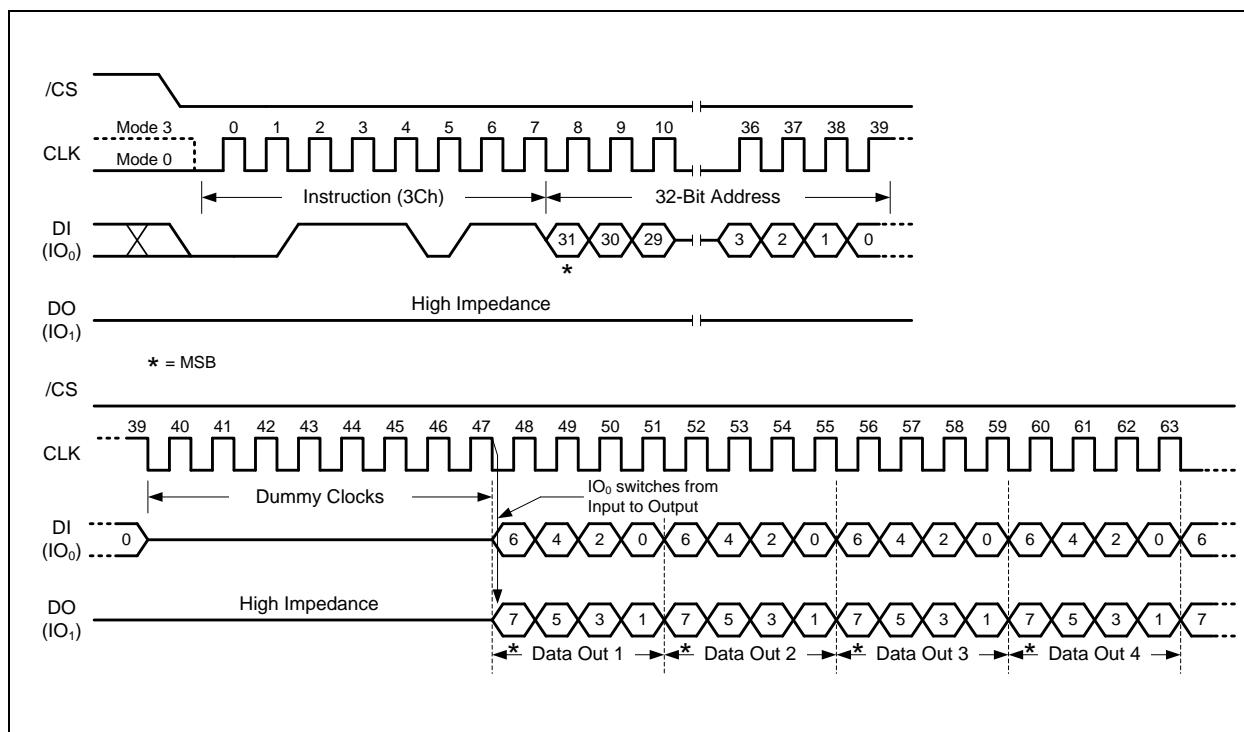 /CS
Mode 3 0 1 2 3 4 5 6 7 8 9 10 36 37 38 39
CLK
Mode 0
Instruction (3Ch) 32-Bit Address
DI
(IO0) 31 30 29 3 2 1 0
*
High Impedance
DO
(IO1)
* = MSB
/CS
39 40 41 42 43 44 45 46 47 48 49 50 51 52 53 54 55 56 57 58 59 60 61 62 63
CLK
Dummy Clocks
IO0 switches from
Input to Output
DI
(IO0) 0 6 4 2 0 6 4 2 0 6 4 2 0 6 4 2 0 6
High Impedance
DO
(IO1) 7 5 3 1 7 5 3 1 7 5 3 1 7 5 3 1 7
* Data Out 1 * Data Out 2 * Data Out 3 * Data Out 4